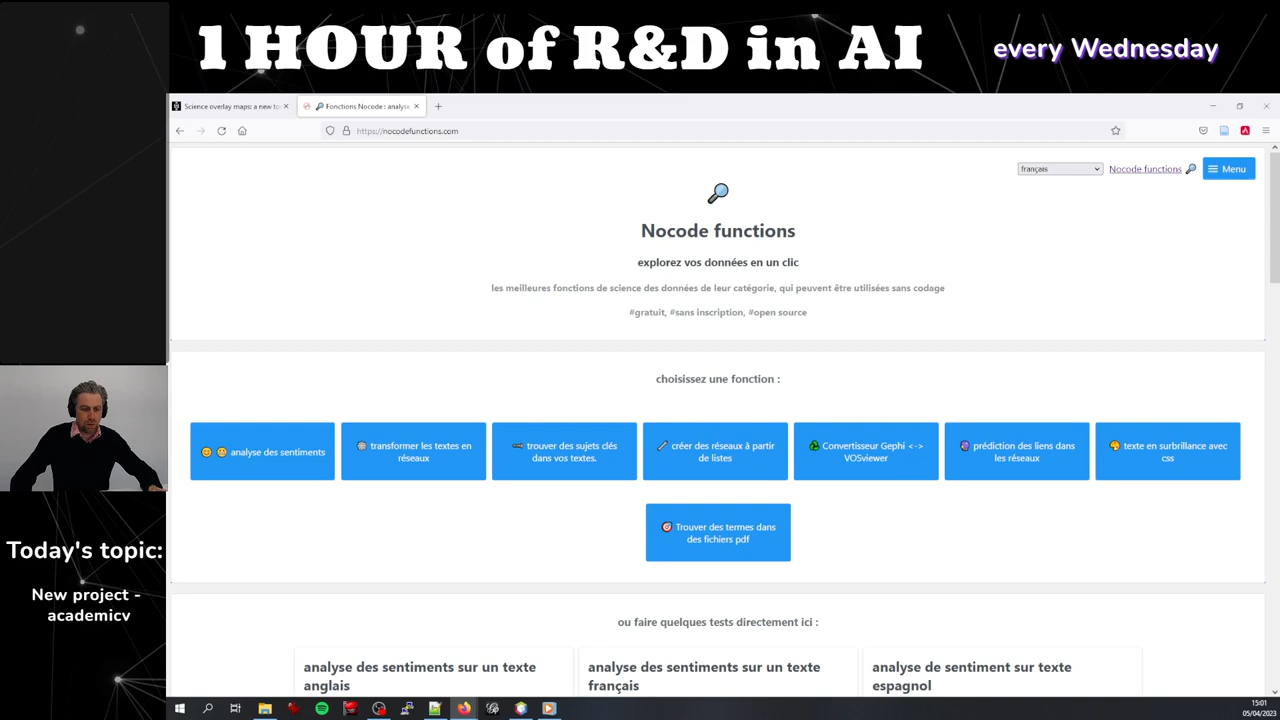 1 HOUR of R&D in AI
every Wednesday
Science overlay maps: a new to
Fonctions Nocode : analyse
https://nocodefunctions.com
français
Nocode functions
Menu
Nocode functions
explorez vos données en un clic
les meilleures fonctions de science des données de leur catégorie, qui peuvent être utilisées sans codage
#gratuit, #sans inscription, #open source
choisissez une fonction :
analyse des sentiments
transformer les textes en
réseaux
trouver des sujets clés
dans vos textes.
créer des réseaux à partir
de listes
Convertisseur Gephi <->
VOSviewer
prédiction des liens dans
les réseaux
texte en surbrillance avec
css
Trouver des termes dans
des fichiers pdf
ou faire quelques tests directement ici :
analyse des sentiments sur un texte
anglais
analyse des sentiments sur un texte
français
analyse de sentiment sur texte
espagnol
Today's topic:
New project -
academicv
15:01
05/04/2023